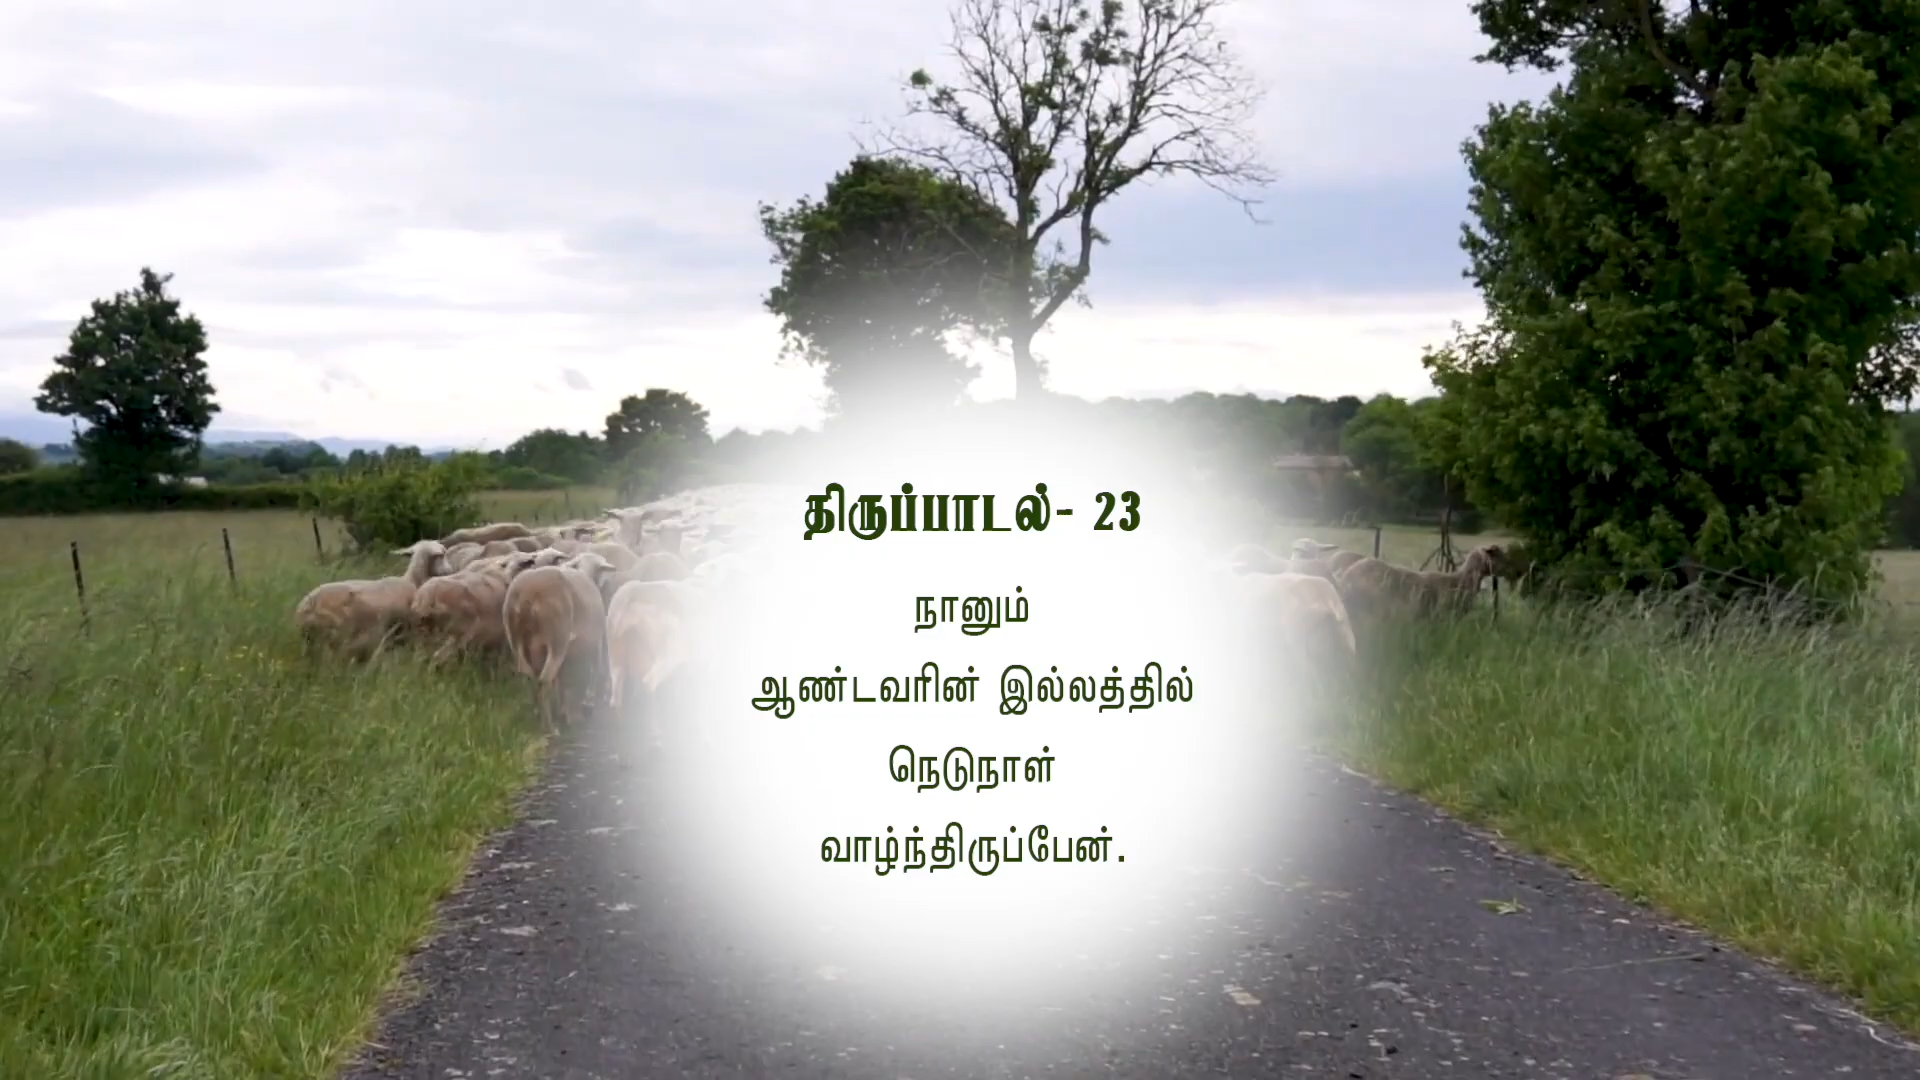 திருப்பாடல்- 23
நானும்
ஆண்டவரின் இல்லத்தில்
நெடுநாள்
வாழ்ந்திருப்பேன்.